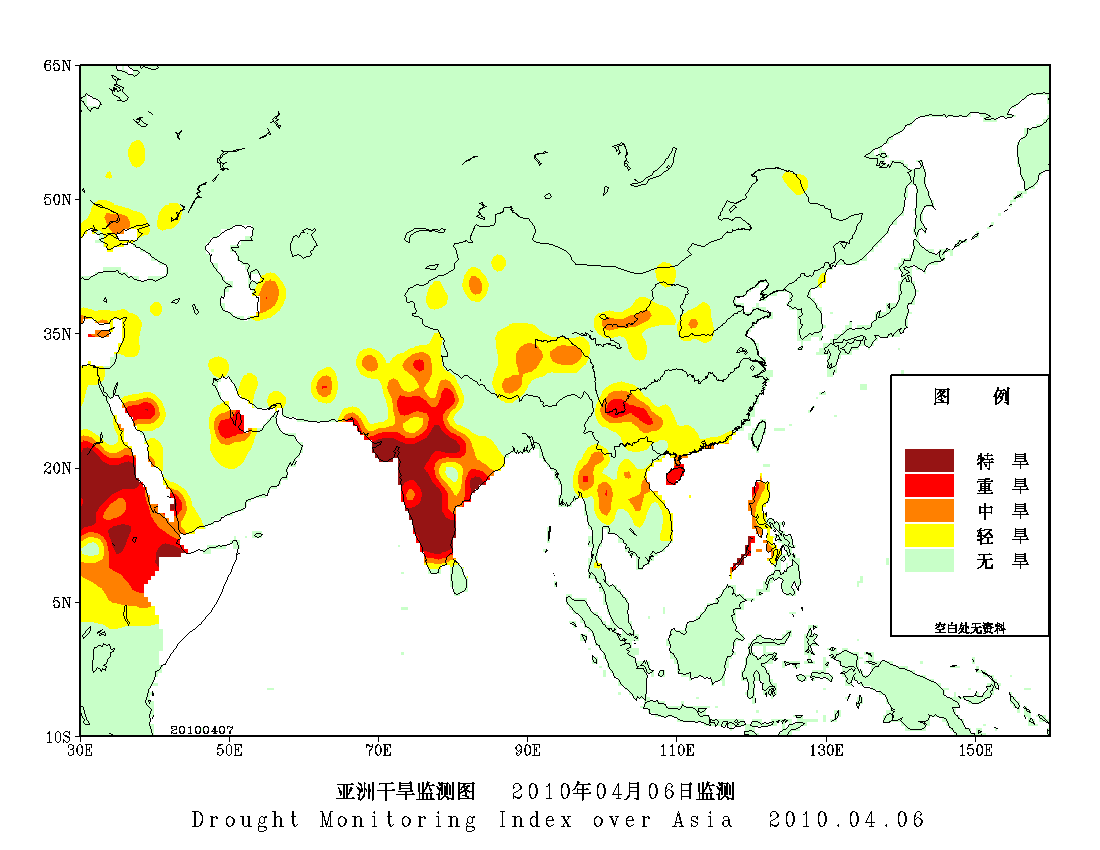 65N
50N
35N
20N
5N
10S
图 例
特 旱
重 旱
中 旱
轻 旱
无 旱
空白处无资料
20100407
30E 50E 70E 90E 110E 130E 150E
亚洲干旱监测图 2010年04月06日监测
Drought Monitoring Index over Asia 2010.04.06